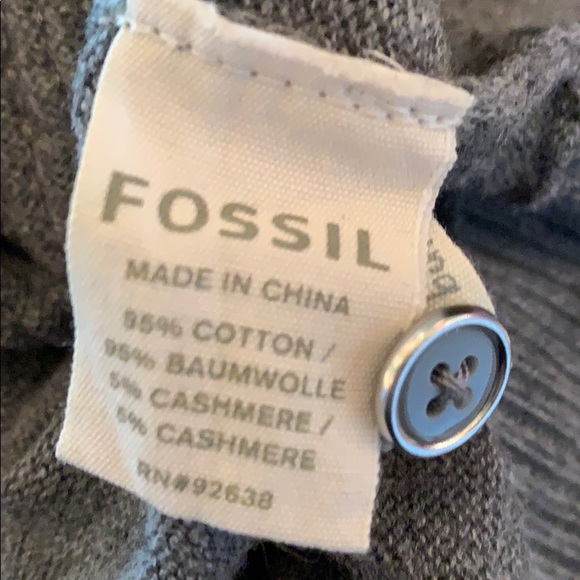 FOSSIL
MADE IN CHINA
95% COTTON /
95% BAUMWOLLE
5% CASHMERE /
5% CASHMERE
RN#92638